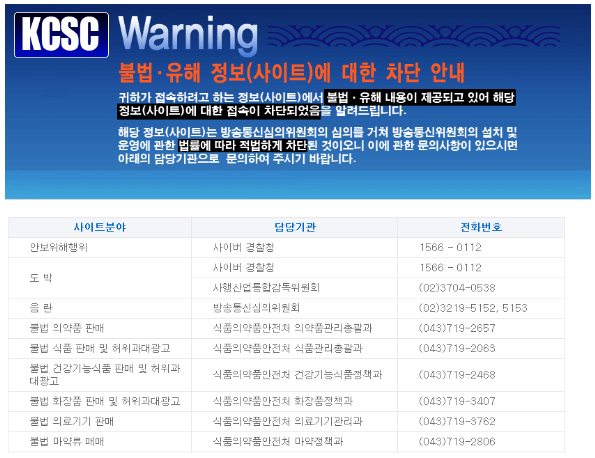 KCSC Warning
불법·유해 정보(사이트)에 대한 차단 안내
귀하가 접속하려고 하는 정보(사이트)에서 불법·유해 내용이 제공되고 있어 해당
정보(사이트)에 대한 접속이 차단되었음을 알려드립니다.
해당 정보(사이트)는 방송통신심의위원회의 심의를 거쳐 방송통신위원회의 설치 및
운영에 관한 법률에 따라 적법하게 차단된 것이오니 이에 관한 문의사항이 있으시면
아래의 담당기관으로 문의하여 주시기 바랍니다.
사이트분야 담당기관 전화번호
안보위해행위 사이버 경찰청 1566 - 0112
도 박 사이버 경찰청 1566 - 0112
사행산업통합감독위원회 (02)3704-0538
음 란 방송통신심의위원회 (02)3219-5152, 5153
불법 의약품 판매 식품의약품안전처 의약품관리총괄과 (043)719-2657
불법 식품 판매 및 허위과대광고 식품의약품안전처 식품관리총괄과 (043)719-2063
불법 건강기능식품 판매 및 허위과
대광고 식품의약품안전처 건강기능식품정책과 (043)719-2468
불법 화장품 판매 및 허위과대광고 식품의약품안전처 화장품정책과 (043)719-3407
불법 의료기기 판매 식품의약품안전처 의료기기관리과 (043)719-3762
불법 마약류 매매 식품의약품안전처 마약정책과 (043)719-2806